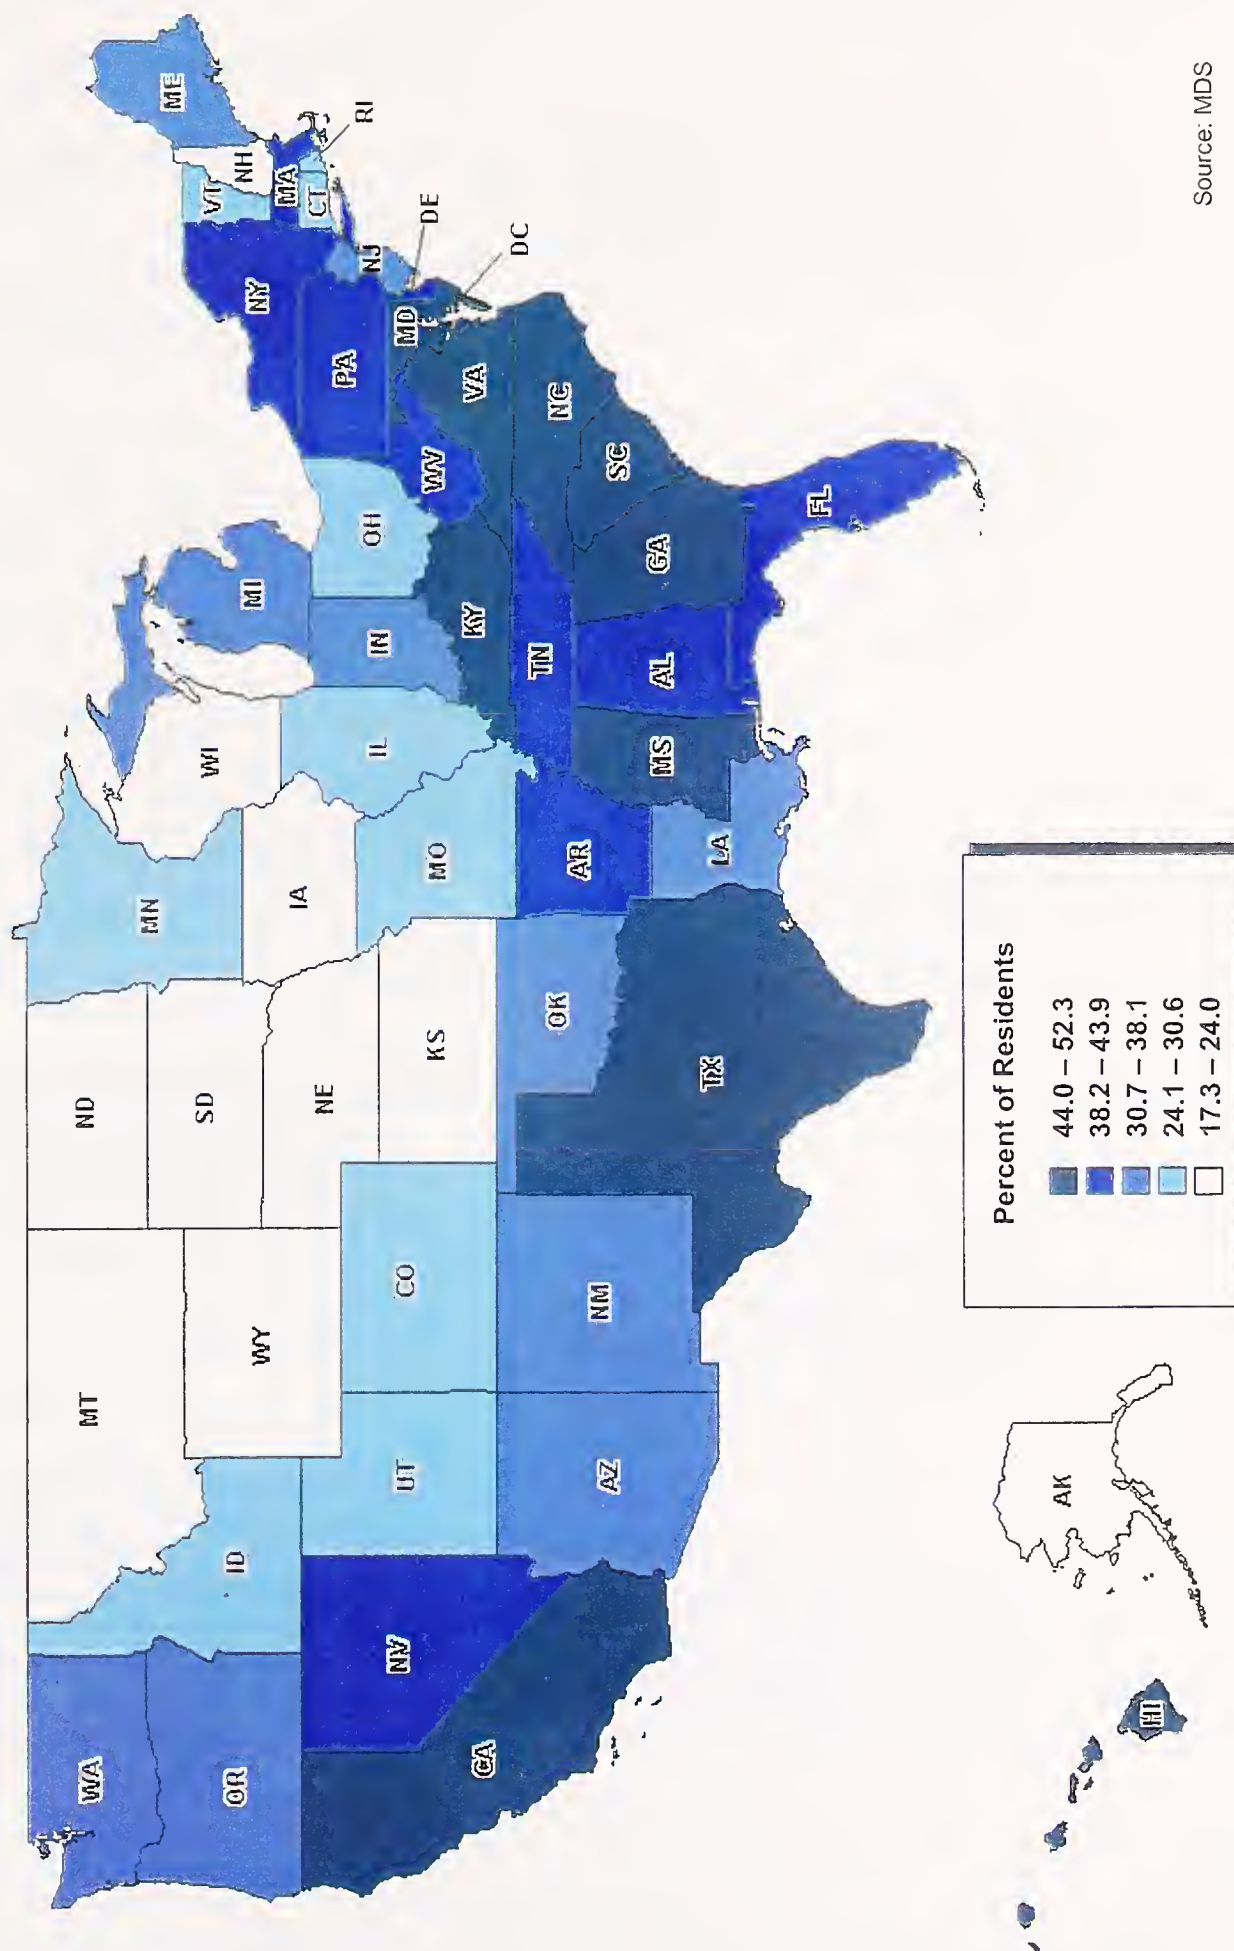 WA
OR
CA
NV
ID
MT
WY
UT
AZ
CO
NM
ND
SD
NE
KS
OK
TX
MN
IA
MO
AR
LA
WI
IL
MI
IN
OH
KY
TN
MS
AL
GA
FL
SC
NC
VA
WV
MD
DC
DE
PA
NJ
NY
CT
RI
MA
VT
NH
ME
HI
AK
Percent of Residents
44.0 – 52.3
38.2 – 43.9
30.7 – 38.1
24.1 – 30.6
17.3 – 24.0
Source: MDS